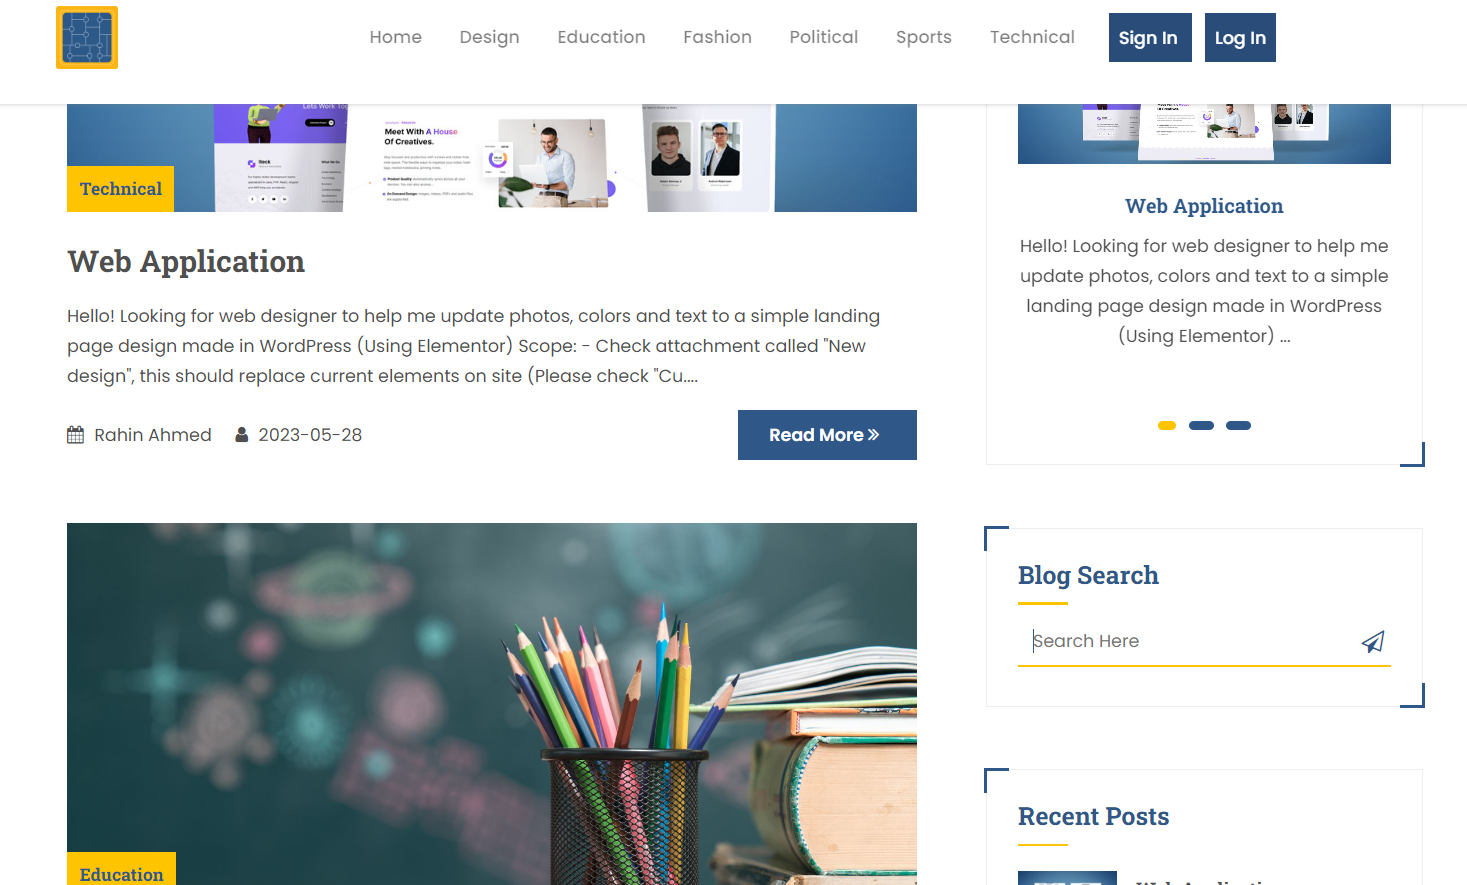 Home Design Education Fashion Political Sports Technical Sign In Log In
Lets Work
Meet With A House
Of Creatives.
Technical
Web Application
Hello! Looking for web designer to help me update photos, colors and text to a simple landing
page design made in WordPress (Using Elementor) Scope: - Check attachment called "New
design", this should replace current elements on site (Please check "Cu....
Rahin Ahmed 2023-05-28
Read More
Education
Web Application
Hello! Looking for web designer to help me
update photos, colors and text to a simple
landing page design made in WordPress
(Using Elementor) ...
Blog Search
Search Here
Recent Posts